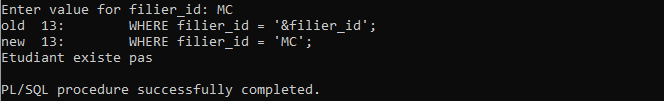 Enter value for filier_id: MC
old  13:         WHERE filier_id = '&filier_id';
new  13:         WHERE filier_id = 'MC';
Etudiant existe pas
PL/SQL procedure successfully completed.